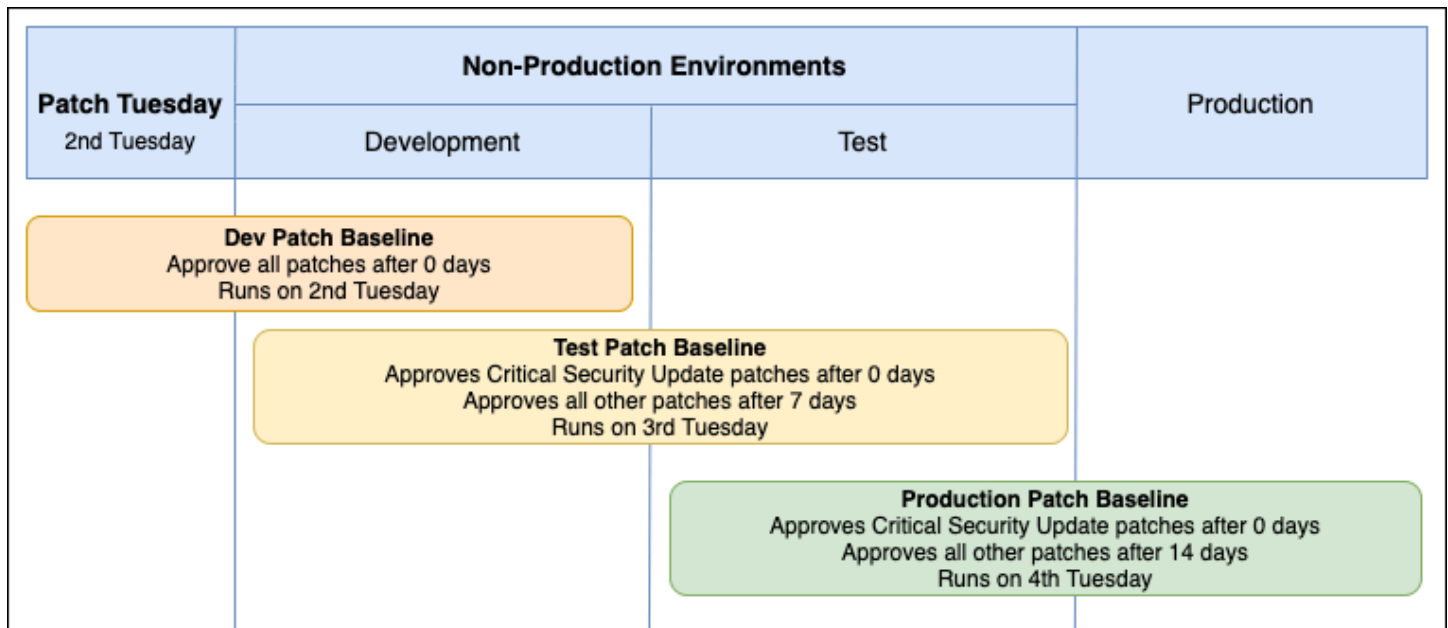 Patch Tuesday
2nd Tuesday
Non-Production Environments
Development
Test
Production
Dev Patch Baseline
Approve all patches after 0 days
Runs on 2nd Tuesday
Test Patch Baseline
Approves Critical Security Update patches after 0 days
Approves all other patches after 7 days
Runs on 3rd Tuesday
Production Patch Baseline
Approves Critical Security Update patches after 0 days
Approves all other patches after 14 days
Runs on 4th Tuesday